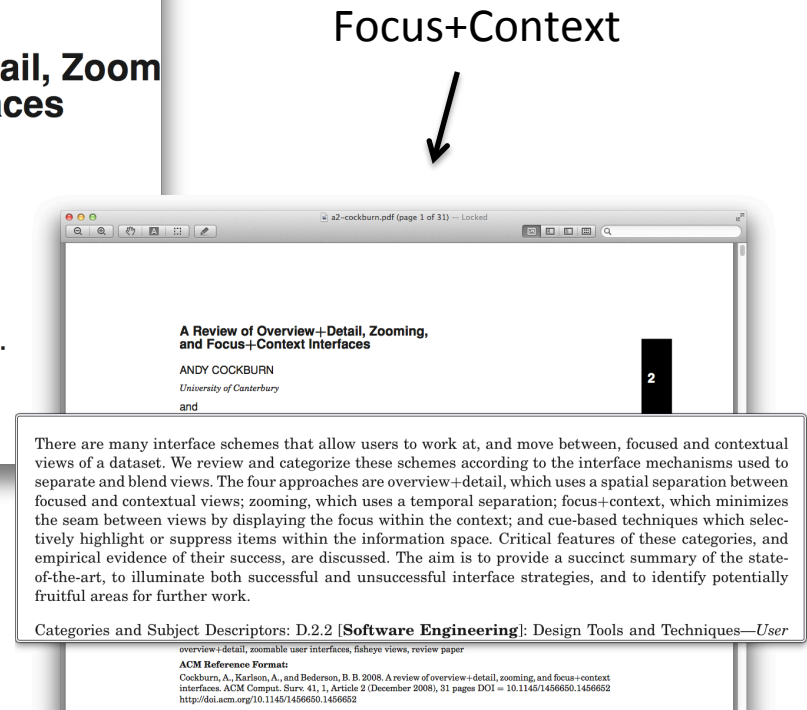 Focus+Context
ail, Zoom
ces
.
a2-cockburn.pdf (page 1 of 31) — Locked
A Review of Overview+Detail, Zooming,
and Focus+Context Interfaces
ANDY COCKBURN
2
University of Canterbury
and
There are many interface schemes that allow users to work at, and move between, focused and contextual
views of a dataset. We review and categorize these schemes according to the interface mechanisms used to
separate and blend views. The four approaches are overview+detail, which uses a spatial separation between
focused and contextual views; zooming, which uses a temporal separation; focus+context, which minimizes
the seam between views by displaying the focus within the context; and cue-based techniques which selec-
tively highlight or suppress items within the information space. Critical features of these categories, and
empirical evidence of their success, are discussed. The aim is to provide a succinct summary of the state-
of-the-art, to illuminate both successful and unsuccessful interface strategies, and to identify potentially
fruitful areas for further work.
Categories and Subject Descriptors: D.2.2 [Software Engineering]: Design Tools and Techniques—User
overview+detail, zoomable user interfaces, fisheye views, review paper
ACM Reference Format:
Cockburn, A., Karlson, A., and Bederson, B. B. 2008. A review of overview+detail, zooming, and focus+context
interfaces. ACM Comput. Surv. 41, 1, Article 2 (December 2008), 31 pages DOI = 10.1145/1456650.1456652
http://doi.acm.org/10.1145/1456650.1456652